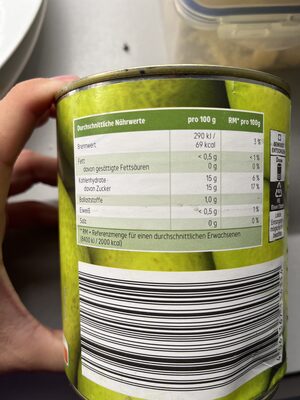 Durchschnittliche Nährwerte pro 100 g RM* pro 100g
Brennwert 290 kJ / 69 kcal 3 %
Fett < 0,5 g < 1 %
davon gesättigte Fettsäuren 0 g 0 %
Kohlenhydrate 15 g 6 %
davon Zucker 15 g 17 %
Ballaststoffe 1,0 g
Eiweiß < 0,5 g 1 %
Salz 0 g 0 %
* RM = Referenzmenge für einen durchschnittlichen Erwachsenen
(8400 kJ / 2000 kcal)